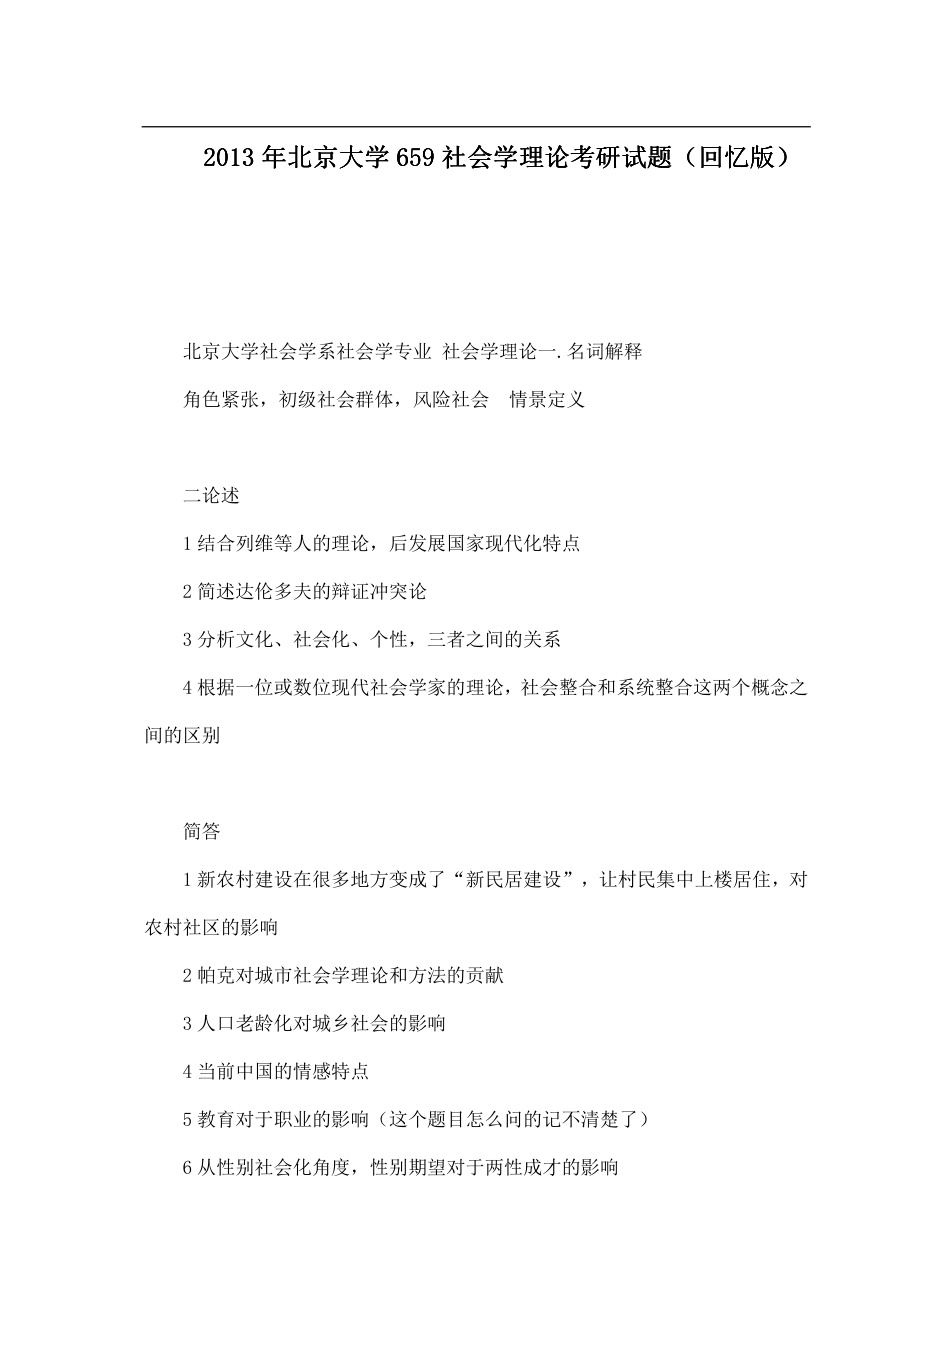 2013 年北京大学 659 社会学理论考研试题（回忆版）
北京大学社会学系社会学专业 社会学理论一.名词解释
角色紧张，初级社会群体，风险社会  情景定义
二论述
1 结合列维等人的理论，后发展国家现代化特点
2 简述达伦多夫的辩证冲突论
3 分析文化、社会化、个性，三者之间的关系
4 根据一位或数位现代社会学家的理论，社会整合和系统整合这两个概念之
间的区别
简答
1 新农村建设在很多地方变成了“新民居建设”，让村民集中上楼居住，对
农村社区的影响
2 帕克对城市社会学理论和方法的贡献
3 人口老龄化对城乡社会的影响
4 当前中国的情感特点
5 教育对于职业的影响（这个题目怎么问的记不清楚了）
6 从性别社会化角度，性别期望对于两性成才的影响